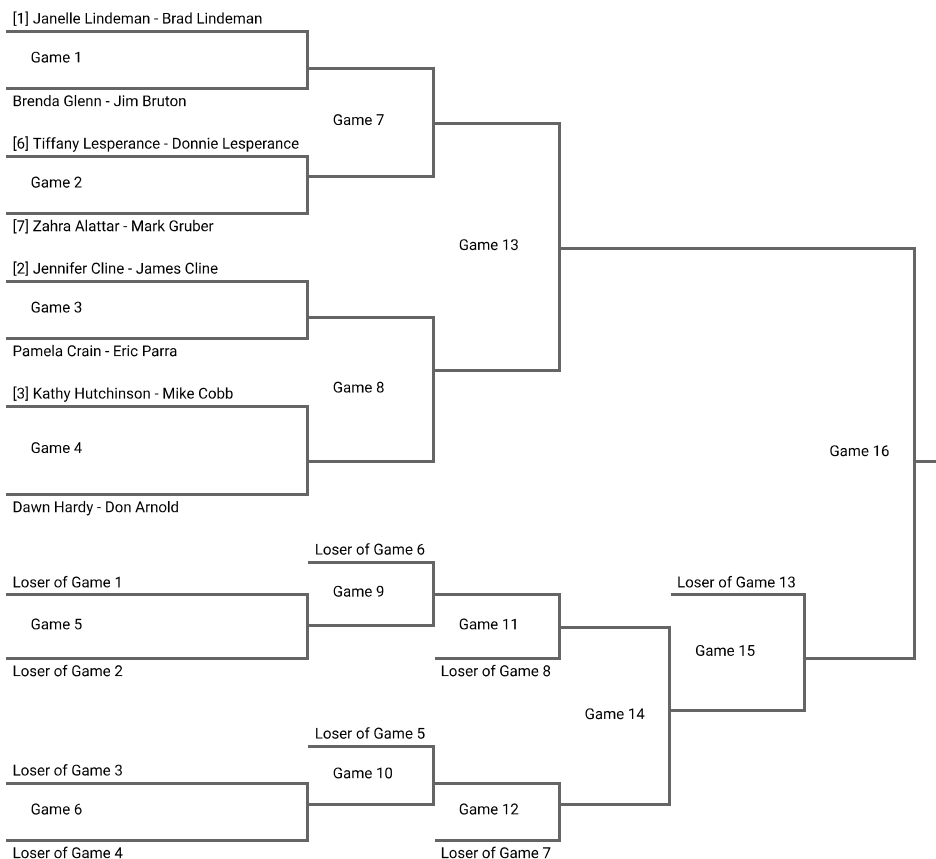 [1] Janelle Lindeman - Brad Lindeman
Game 1
Brenda Glenn - Jim Bruton
Game 7
[6] Tiffany Lesperance - Donnie Lesperance
Game 2
[7] Zahra Alattar - Mark Gruber
Game 13
[2] Jennifer Cline - James Cline
Game 3
Pamela Crain - Eric Parra
Game 8
[3] Kathy Hutchinson - Mike Cobb
Game 4
Game 16
Dawn Hardy - Don Arnold
Loser of Game 6
Loser of Game 1
Game 9
Loser of Game 13
Game 5
Game 11
Game 15
Loser of Game 2
Loser of Game 8
Game 14
Loser of Game 5
Loser of Game 3
Game 10
Game 6
Game 12
Loser of Game 4
Loser of Game 7